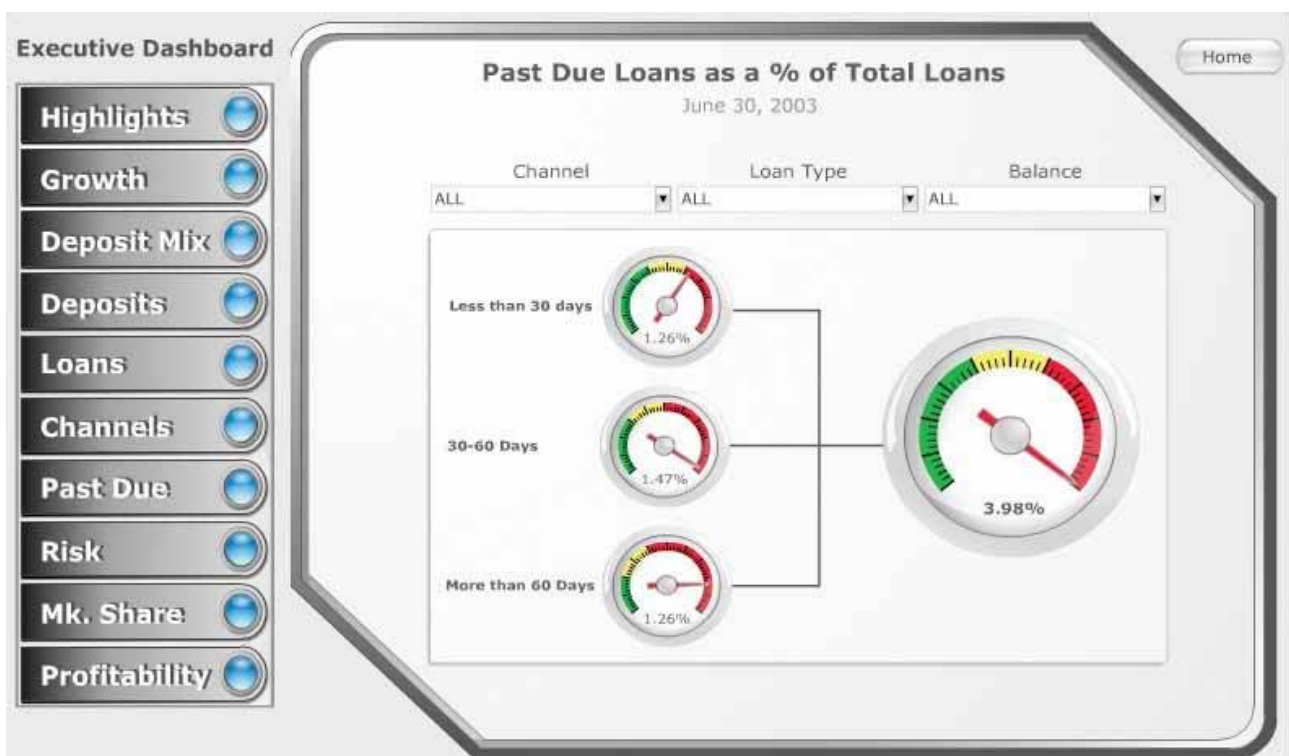 Executive Dashboard
Highlights
Growth
Deposit Mix
Deposits
Loans
Channels
Past Due
Risk
Mk. Share
Profitability
Home
Past Due Loans as a % of Total Loans
June 30, 2003
Channel Loan Type Balance
ALL ALL ALL
Less than 30 days
1.26%
30-60 Days
1.47%
More than 60 Days
1.26%
3.98%